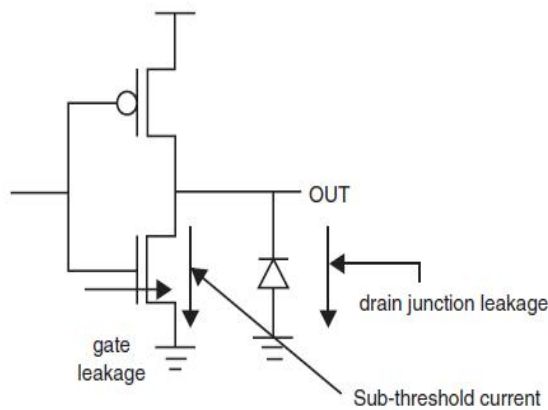 OUT
drain junction leakage
gate
leakage
Sub-threshold current